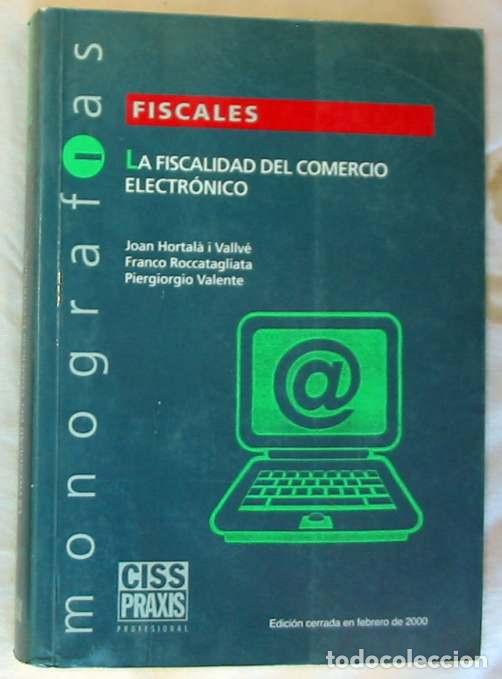 monografías
FISCALES
LA FISCALIDAD DEL COMERCIO
ELECTRÓNICO
Joan Hortalà i Vallvé
Franco Roccatagliata
Piergiorgio Valente
@
CISS
PRAXIS
PROFESIONAL
Edición cerrada en febrero de 2000
todocoleccion